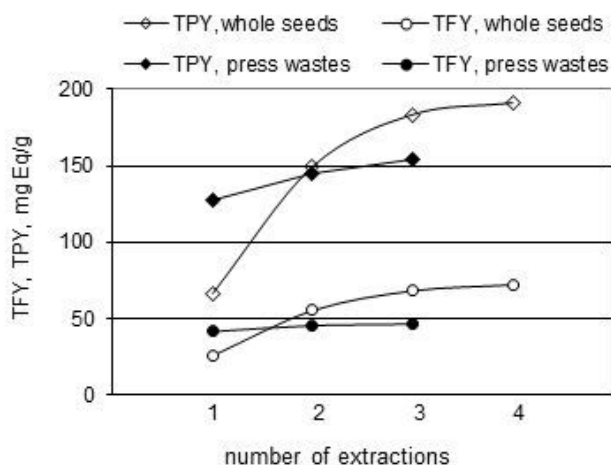 TPY, whole seeds
TFY, whole seeds
TPY, press wastes
TFY, press wastes
200
150
100
50
0
TFY, TPY, mg Eq/g
1 2 3 4
number of extractions